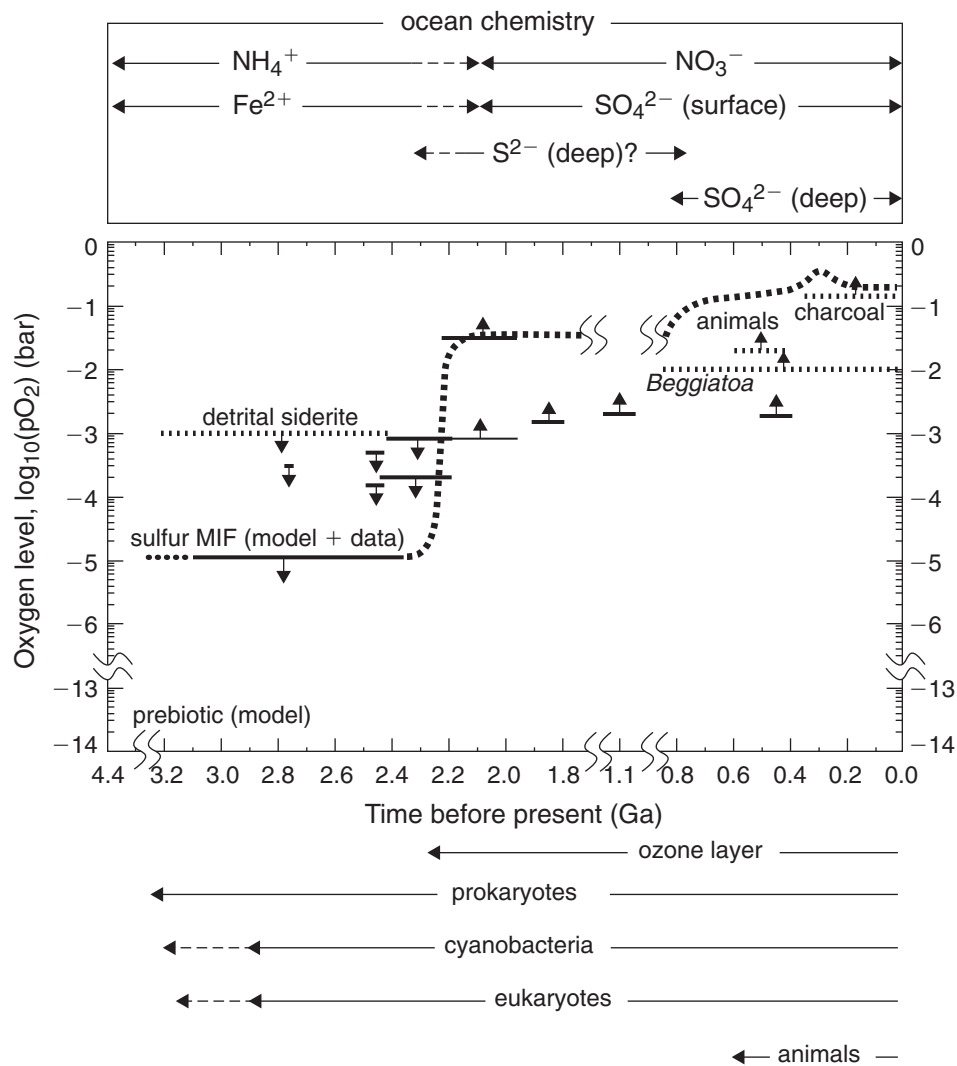 ocean chemistry
NH₄⁺ NO₃⁻
Fe²⁺ SO₄²⁻ (surface)
S²⁻ (deep)?
SO₄²⁻ (deep)
Oxygen level, log₁₀(pO₂) (bar)
0 0
−1 −1
animals
charcoal
−2 −2
Beggiatoa
detrital siderite
−3 −3
−4 −4
sulfur MIF (model + data)
−5 −5
−6 −6
−13 −13
prebiotic (model)
−14 −14
4.4 3.2 3.0 2.8 2.6 2.4 2.2 2.0 1.8 1.1 0.8 0.6 0.4 0.2 0.0
Time before present (Ga)
ozone layer
prokaryotes
cyanobacteria
eukaryotes
animals